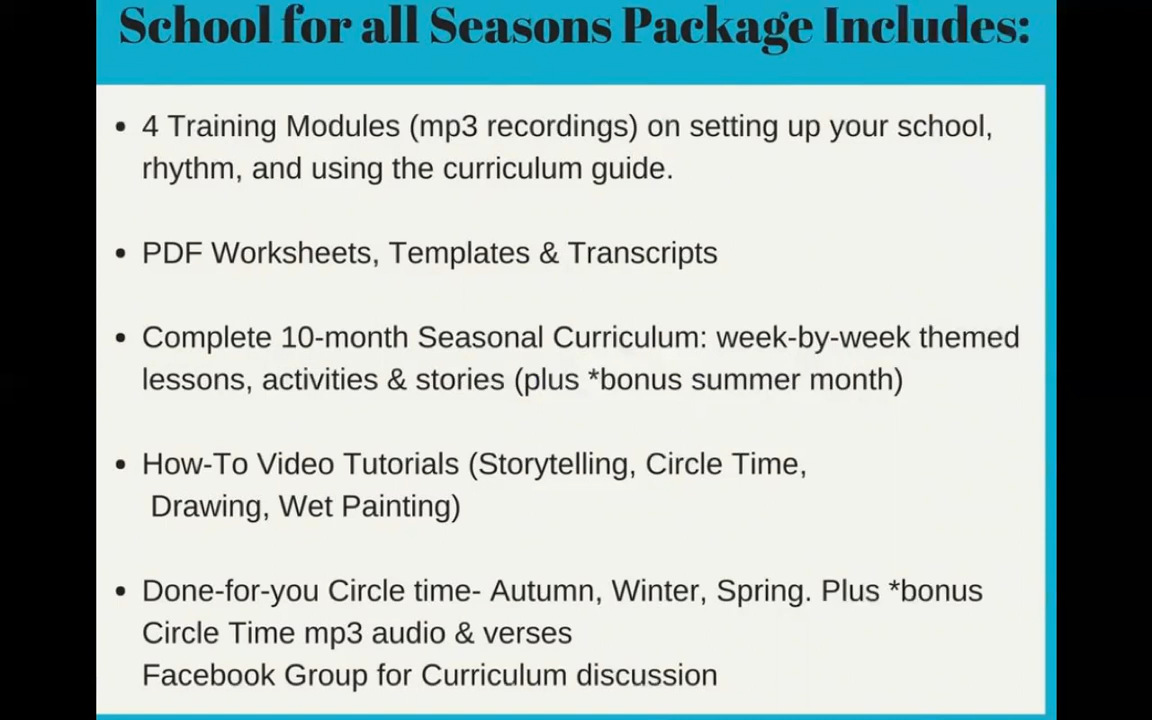 School for all Seasons Package Includes:
• 4 Training Modules (mp3 recordings) on setting up your school,
rhythm, and using the curriculum guide.
• PDF Worksheets, Templates & Transcripts
• Complete 10-month Seasonal Curriculum: week-by-week themed
lessons, activities & stories (plus *bonus summer month)
• How-To Video Tutorials (Storytelling, Circle Time,
Drawing, Wet Painting)
• Done-for-you Circle time- Autumn, Winter, Spring. Plus *bonus
Circle Time mp3 audio & verses
Facebook Group for Curriculum discussion